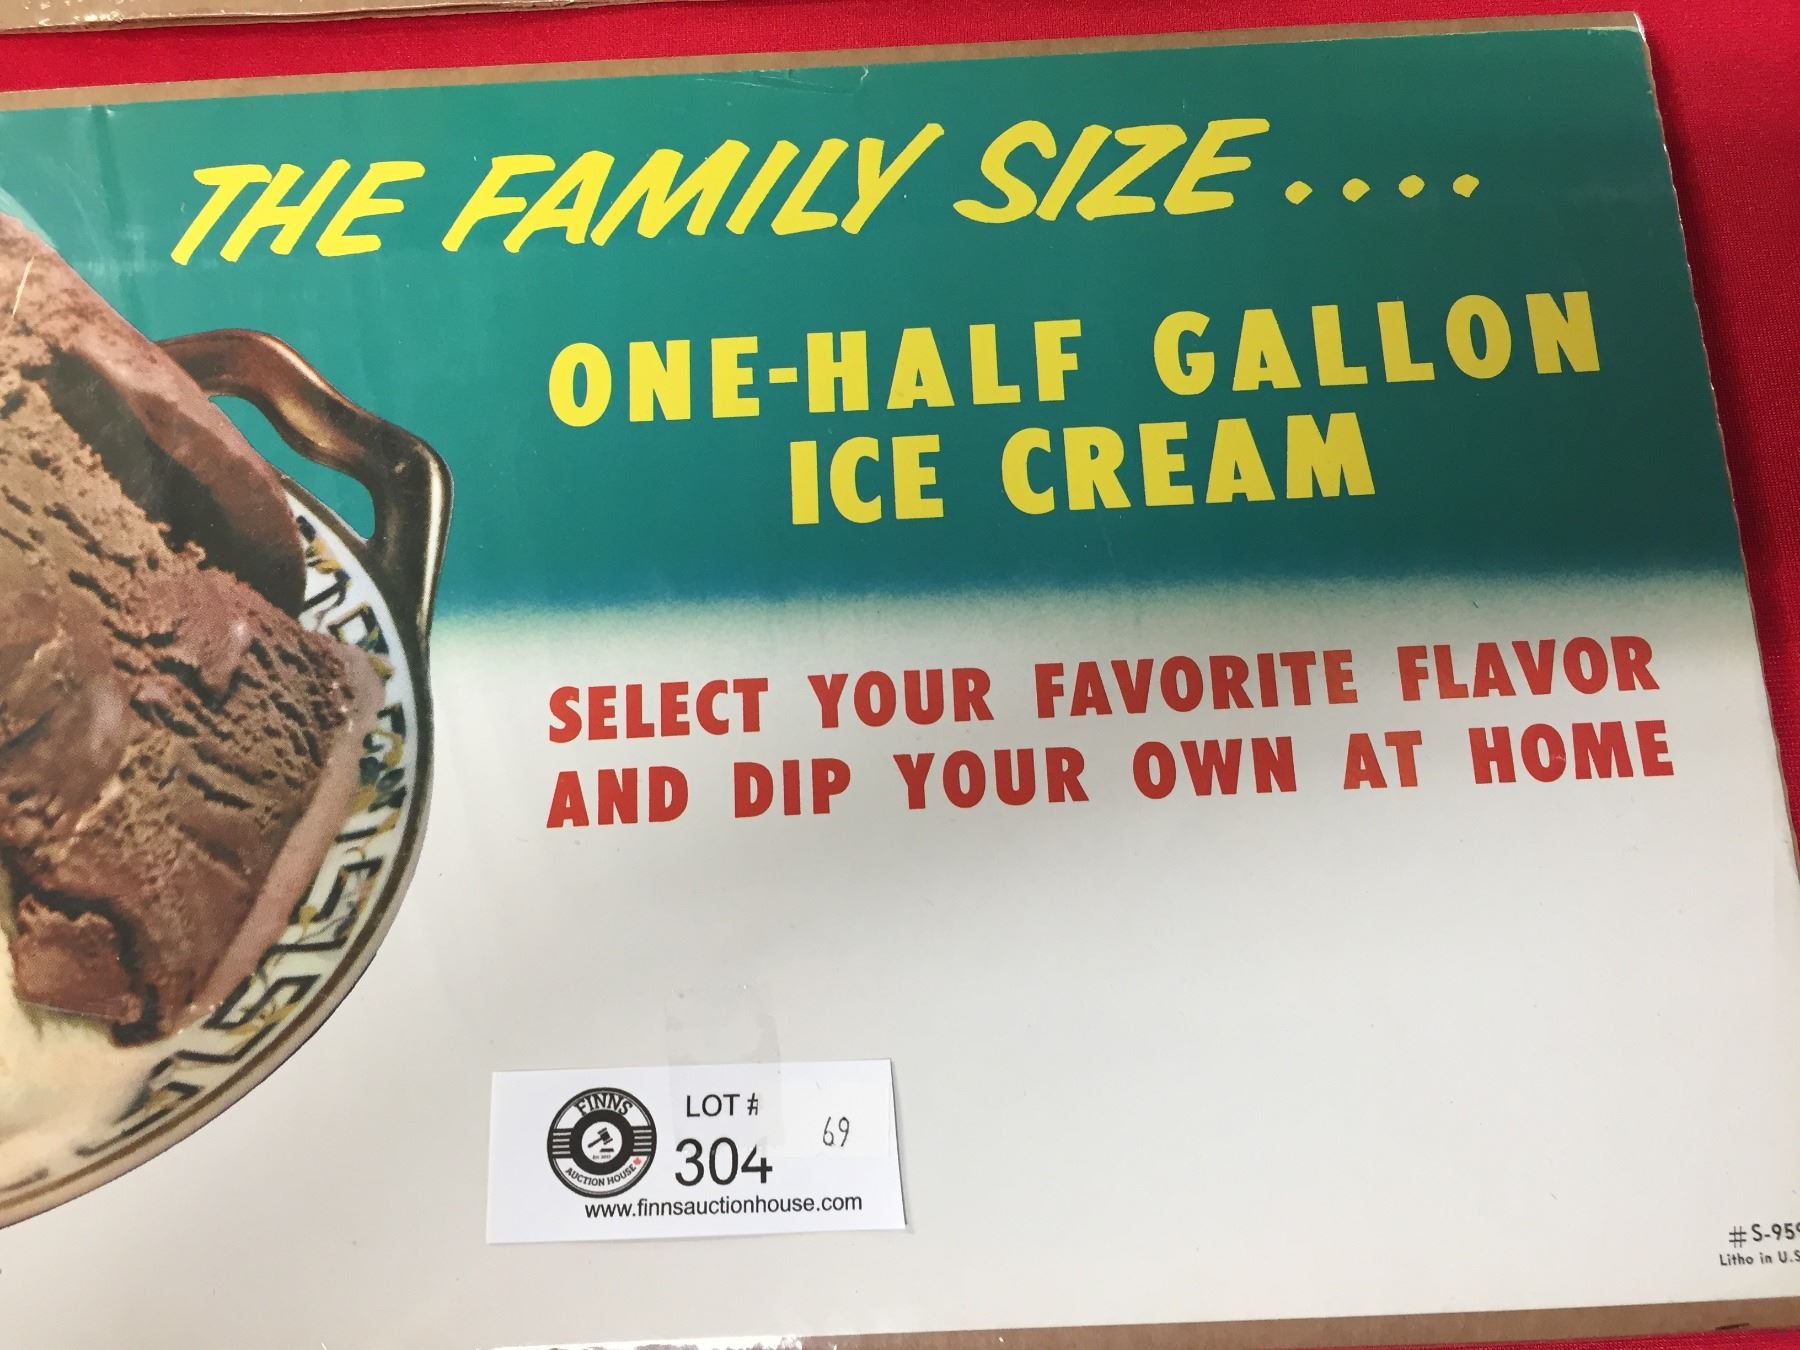 THE FAMILY SIZE....
ONE-HALF GALLON
ICE CREAM
SELECT YOUR FAVORITE FLAVOR
AND DIP YOUR OWN AT HOME
FINNS
AUCTION HOUSE
LOT #
304
69
www.finnsauctionhouse.com
# S-959
Litho in U.S